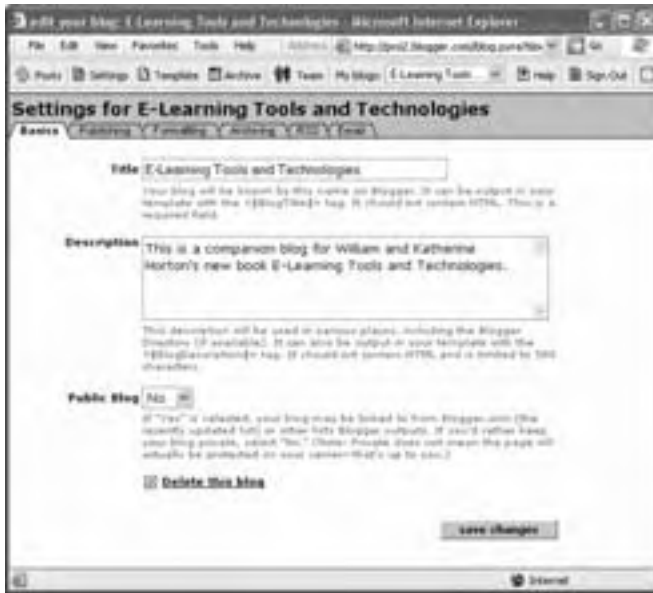 edit your blog: E-Learning Tools and Technologies - Microsoft Internet Explorer
File Edit View Favorites Tools Help Address
Posts Settings Template Archive Team My blogs: E-Learning Tools Help Sign Out
Settings for E-Learning Tools and Technologies
Basics Publishing Formatting Archiving RSS Email
Title E-Learning Tools and Technologies
Your blog will be known by this name on Blogger. It can be output in your
template with the <$BlogTitle$> tag. It should not contain HTML. This is a
required field.
Description This is a companion blog for William and Katherine
Horton's new book E-Learning Tools and Technologies.
This description will be used in various places, including the Blogger
Directory (if available). It can also be output in your template with the
<$BlogDescription$> tag. It should not contain HTML and is limited to 500
characters.
Public Blog No
If "Yes" is selected, your blog may be linked to from Blogger.com (the
recently updated list) or other lists Blogger outputs. If you'd rather keep
your blog private, select "No." (Note: Private does not mean the page will
actually be protected on your server—that's up to you.)
Delete this blog
save changes
Internet